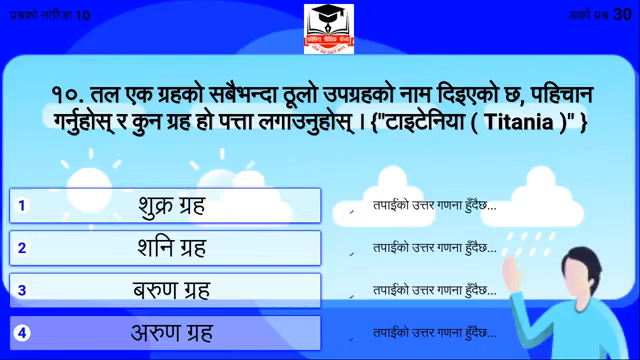 प्रश्नको नतीजा 10
अर्को प्रश्न 30
१०. तल एक ग्रहको सबैभन्दा ठूलो उपग्रहको नाम दिइएको छ, पहिचान
गर्नुहोस् र कुन ग्रह हो पत्ता लगाउनुहोस् । {"टाइटेनिया ( Titania )" }
1 शुक्र ग्रह
तपाईंको उत्तर गणना हुँदैछ...
2 शनि ग्रह
तपाईंको उत्तर गणना हुँदैछ...
3 बरुण ग्रह
तपाईंको उत्तर गणना हुँदैछ...
4 अरुण ग्रह
तपाईंको उत्तर गणना हुँदैछ...